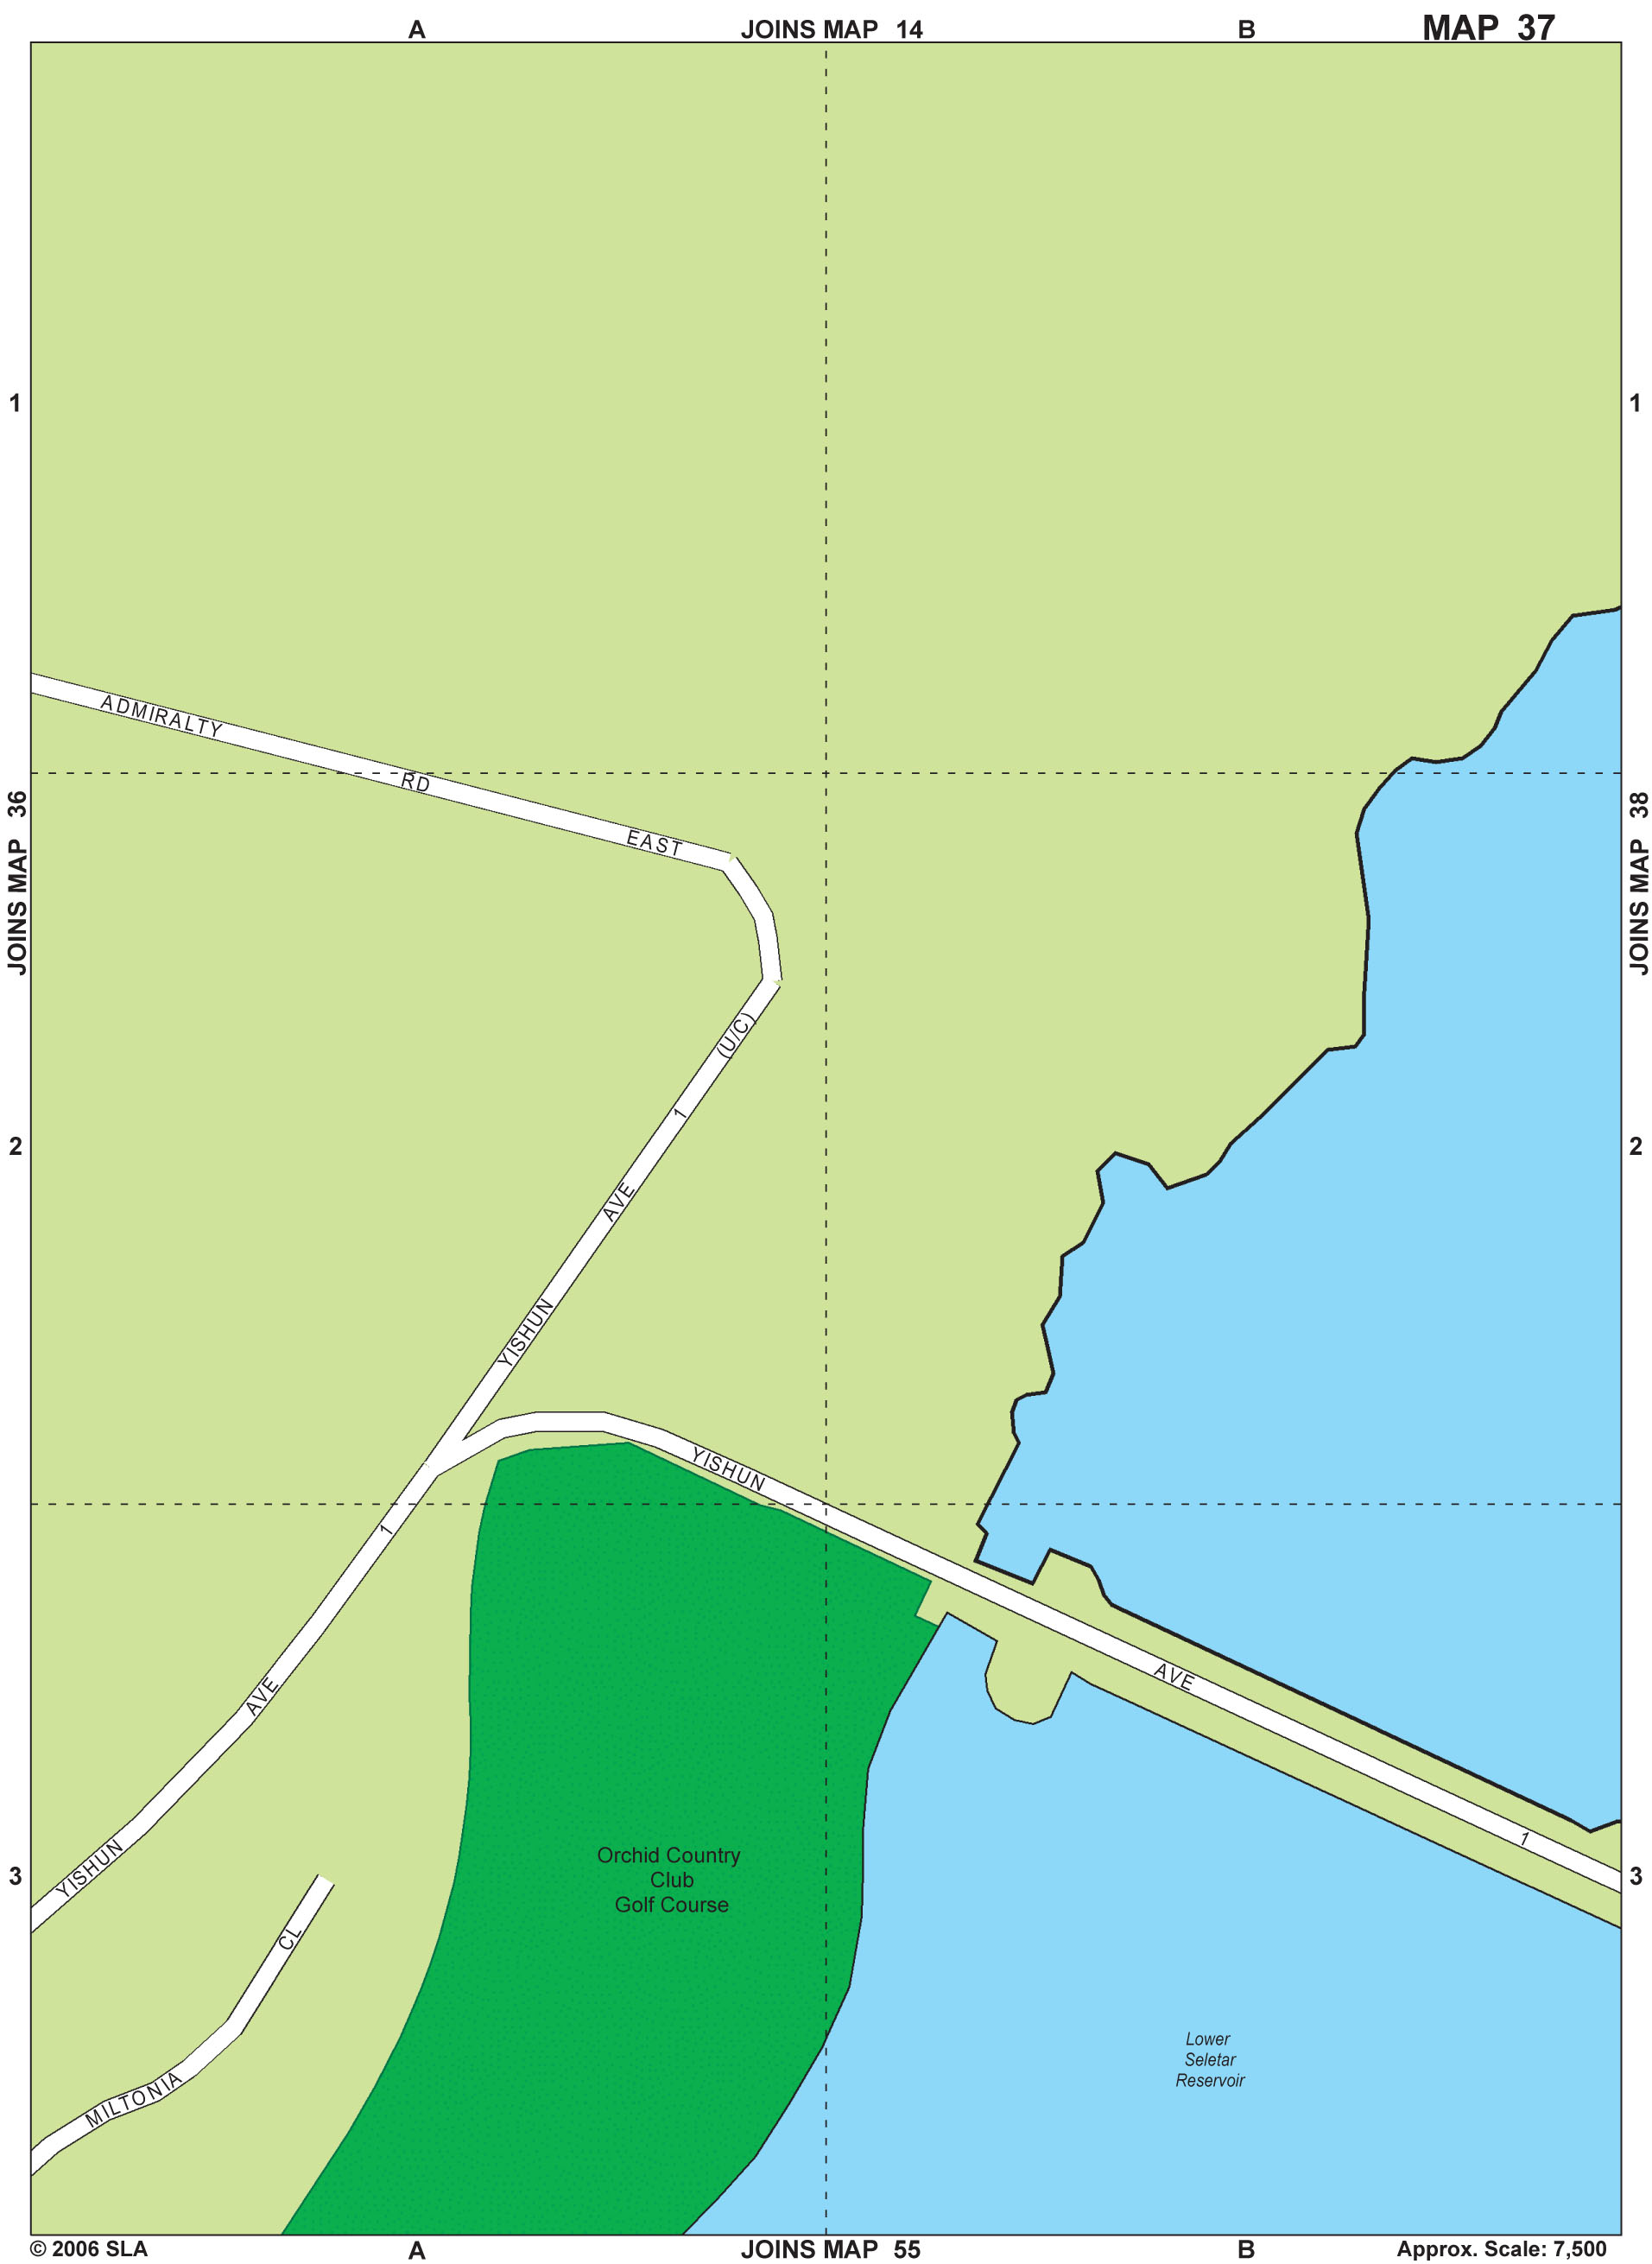 A JOINS MAP 14 B MAP 37
1 1
ADMIRALTY RD EAST
JOINS MAP 36
JOINS MAP 38
YISHUN AVE 1 (U/C)
2 2
YISHUN AVE 1
YISHUN AVE 1
3 3
Orchid Country
Club
Golf Course
MILTONIA CL
Lower
Seletar
Reservoir
© 2006 SLA A JOINS MAP 55 B Approx. Scale: 7,500